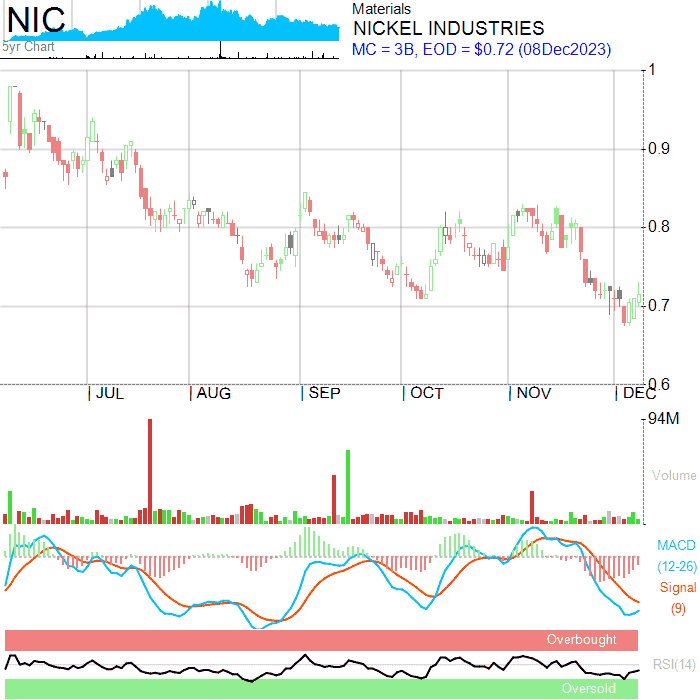 NIC
5yr Chart
Materials
NICKEL INDUSTRIES
MC = 3B, EOD = $0.72 (08Dec2023)
1
0.9
0.8
0.7
0.6
JUL AUG SEP OCT NOV DEC
94M
Volume
MACD
(12-26)
Signal
(9)
Overbought
RSI(14)
Oversold